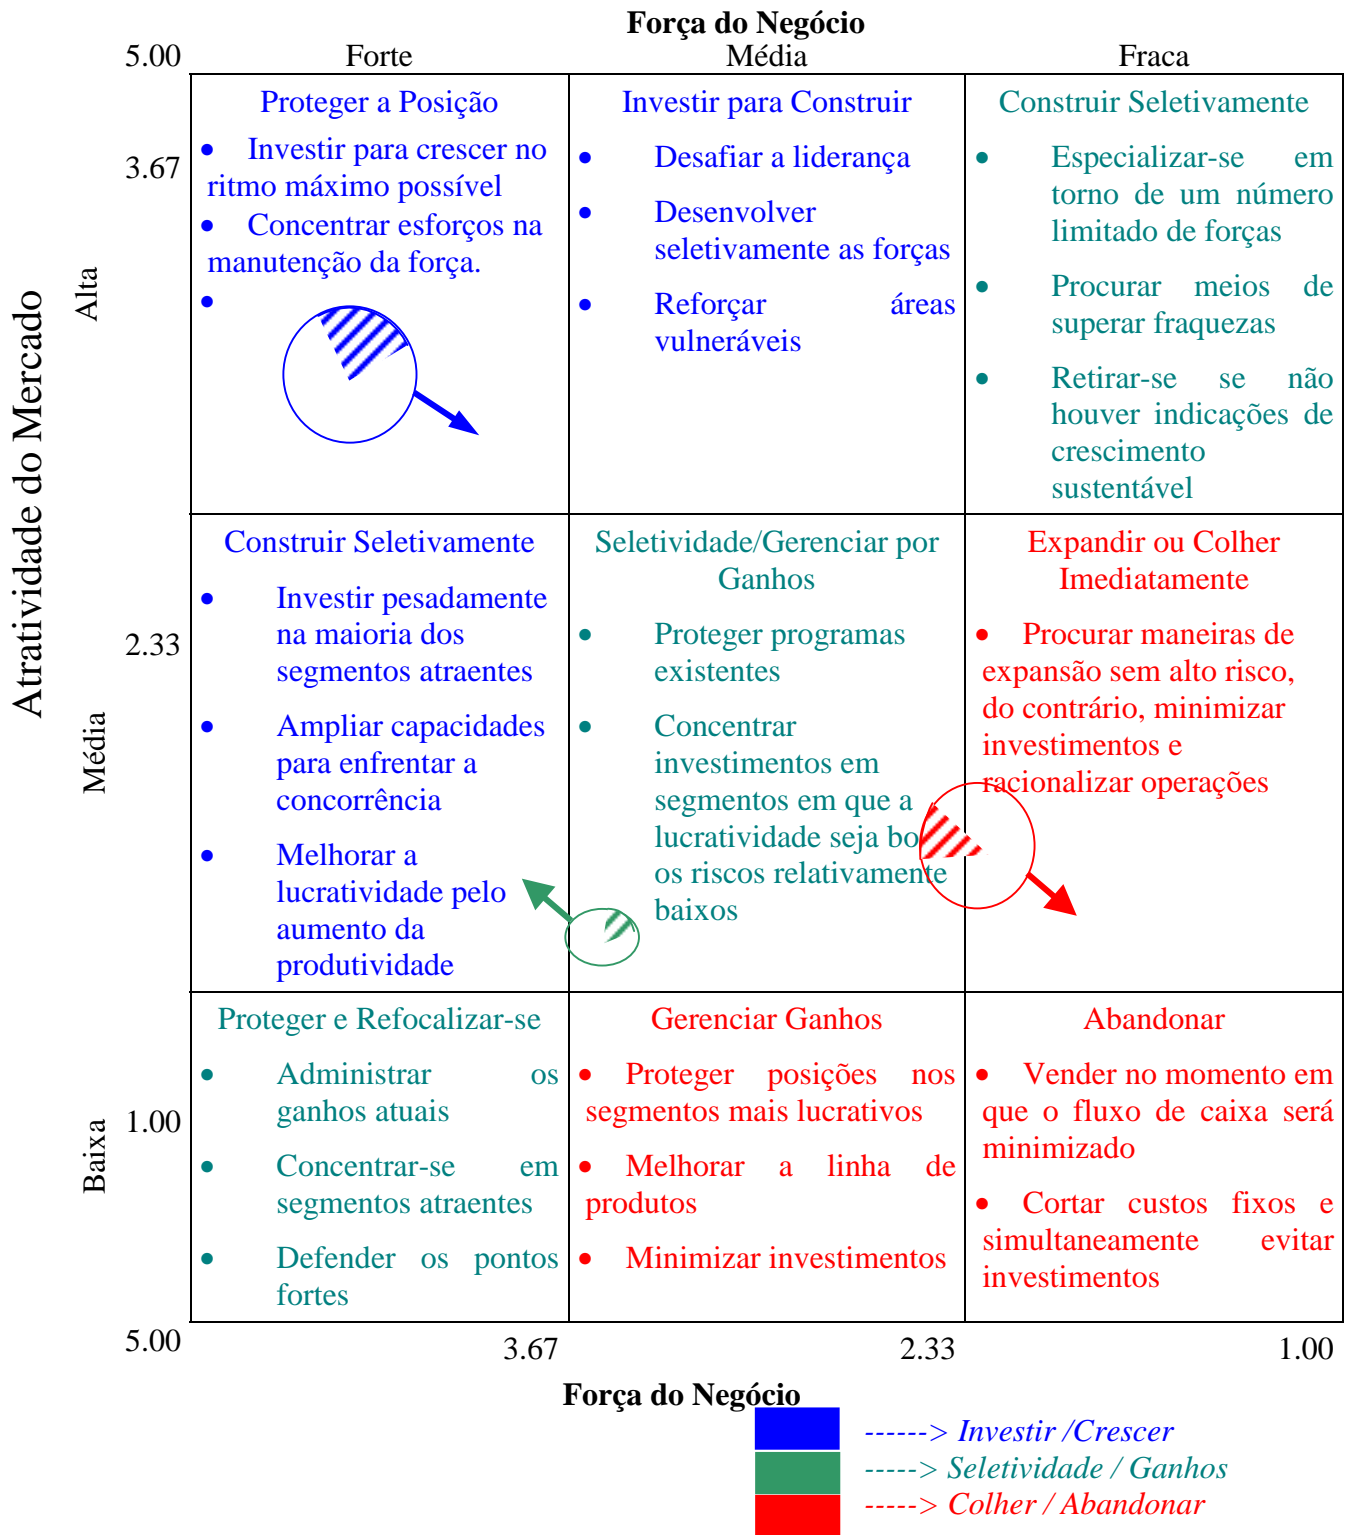 Força do Negócio
5.00
Forte
Média
Fraca
Atratividade do Mercado
Alta
3.67
Proteger a Posição
• Investir para crescer no
ritmo máximo possível
• Concentrar esforços na
manutenção da força.
•
Investir para Construir
• Desafiar a liderança
• Desenvolver
seletivamente as forças
• Reforçar áreas
vulneráveis
Construir Seletivamente
• Especializar-se em
torno de um número
limitado de forças
• Procurar meios de
superar fraquezas
• Retirar-se se não
houver indicações de
crescimento
sustentável
Média
2.33
Construir Seletivamente
• Investir pesadamente
na maioria dos
segmentos atraentes
• Ampliar capacidades
para enfrentar a
concorrência
• Melhorar a
lucratividade pelo
aumento da
produtividade
Seletividade/Gerenciar por
Ganhos
• Proteger programas
existentes
• Concentrar
investimentos em
segmentos em que a
lucratividade seja bo
os riscos relativamente
baixos
Expandir ou Colher
Imediatamente
• Procurar maneiras de
expansão sem alto risco,
do contrário, minimizar
investimentos e
racionalizar operações
Baixa
1.00
Proteger e Refocalizar-se
• Administrar os
ganhos atuais
• Concentrar-se em
segmentos atraentes
• Defender os pontos
fortes
Gerenciar Ganhos
• Proteger posições nos
segmentos mais lucrativos
• Melhorar a linha de
produtos
• Minimizar investimentos
Abandonar
• Vender no momento em
que o fluxo de caixa será
minimizado
• Cortar custos fixos e
simultaneamente evitar
investimentos
5.00
3.67
2.33
1.00
Força do Negócio
------> Investir /Crescer
-----> Seletividade / Ganhos
-----> Colher / Abandonar